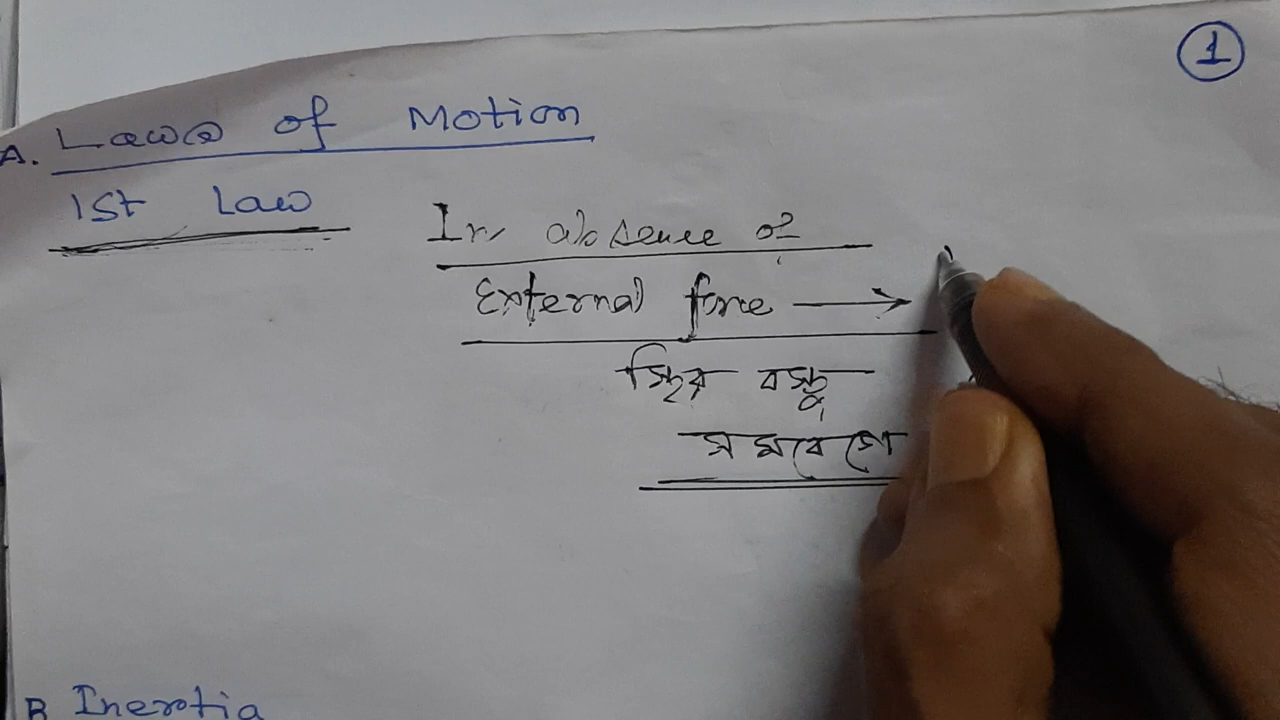 1
A. Laws of Motion
1st Law
In absence of
External force →
স্থির বস্তু
সমবেগে
B Inertia